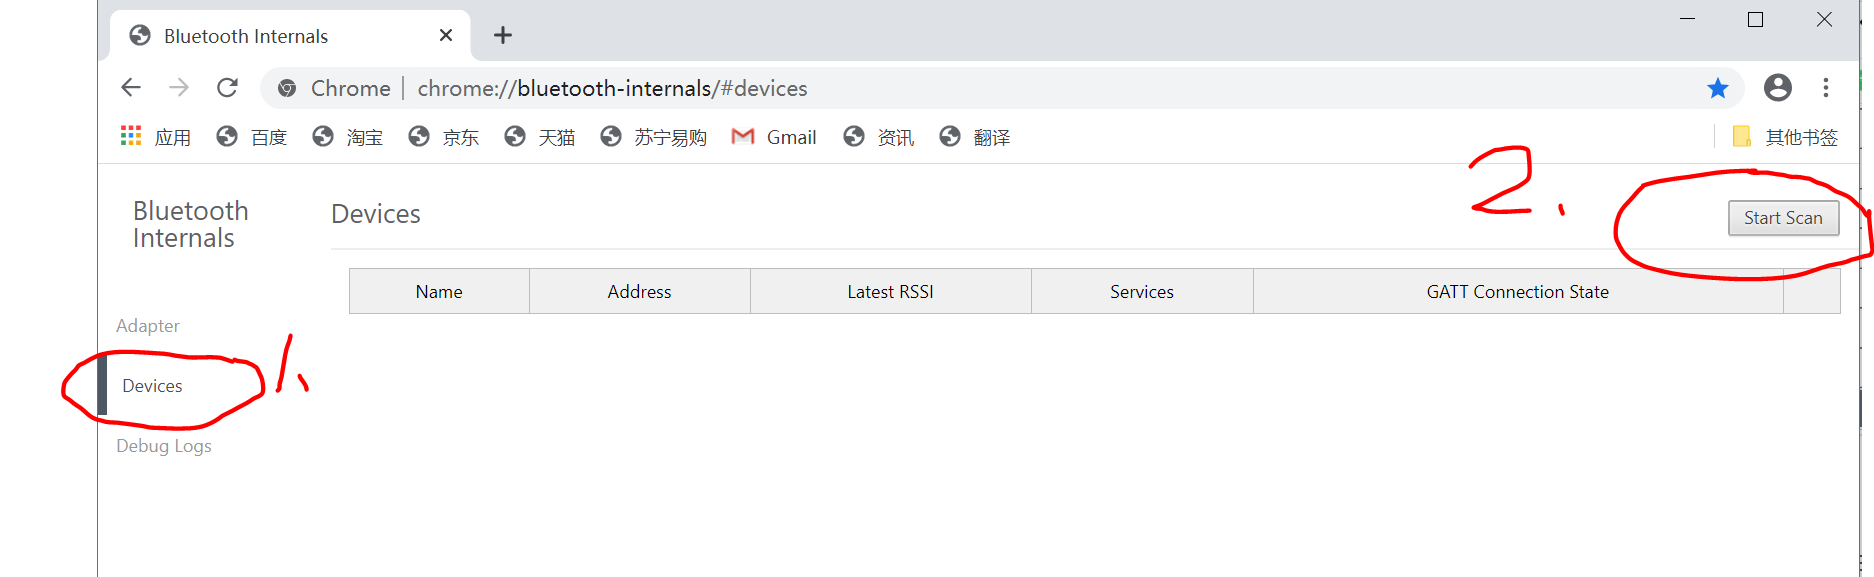 Bluetooth Internals
Chrome | chrome://bluetooth-internals/#devices
应用 百度 淘宝 京东 天猫 苏宁易购 Gmail 资讯 翻译 其他书签
2.
Bluetooth
Internals
Devices
Start Scan
Name Address Latest RSSI Services GATT Connection State
Adapter
1.
Devices
Debug Logs